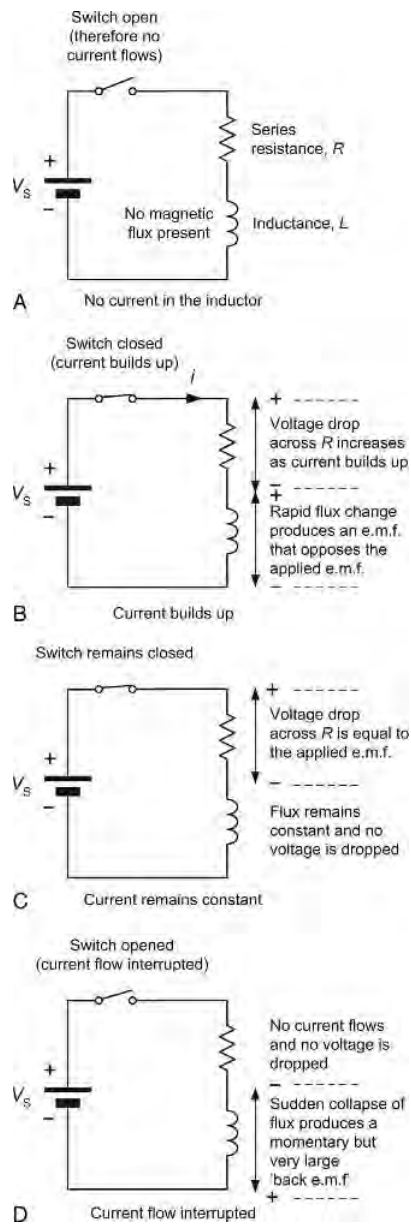 Switch open
(therefore no
current flows)
Series
resistance, R
+
Vs
−
No magnetic
flux present
Inductance, L
A
No current in the inductor
Switch closed
(current builds up)
i
+
Voltage drop
across R increases
as current builds up
−
+
Vs
−
+
Rapid flux change
produces an e.m.f.
that opposes the
applied e.m.f.
−
B
Current builds up
Switch remains closed
+
Voltage drop
across R is equal to
the applied e.m.f.
−
+
Vs
−
Flux remains
constant and no
voltage is dropped
C
Current remains constant
Switch opened
(current flow interrupted)
No current flows
and no voltage is
dropped
+
Vs
−
−
Sudden collapse of
flux produces a
momentary but
very large
'back e.m.f'
+
D
Current flow interrupted